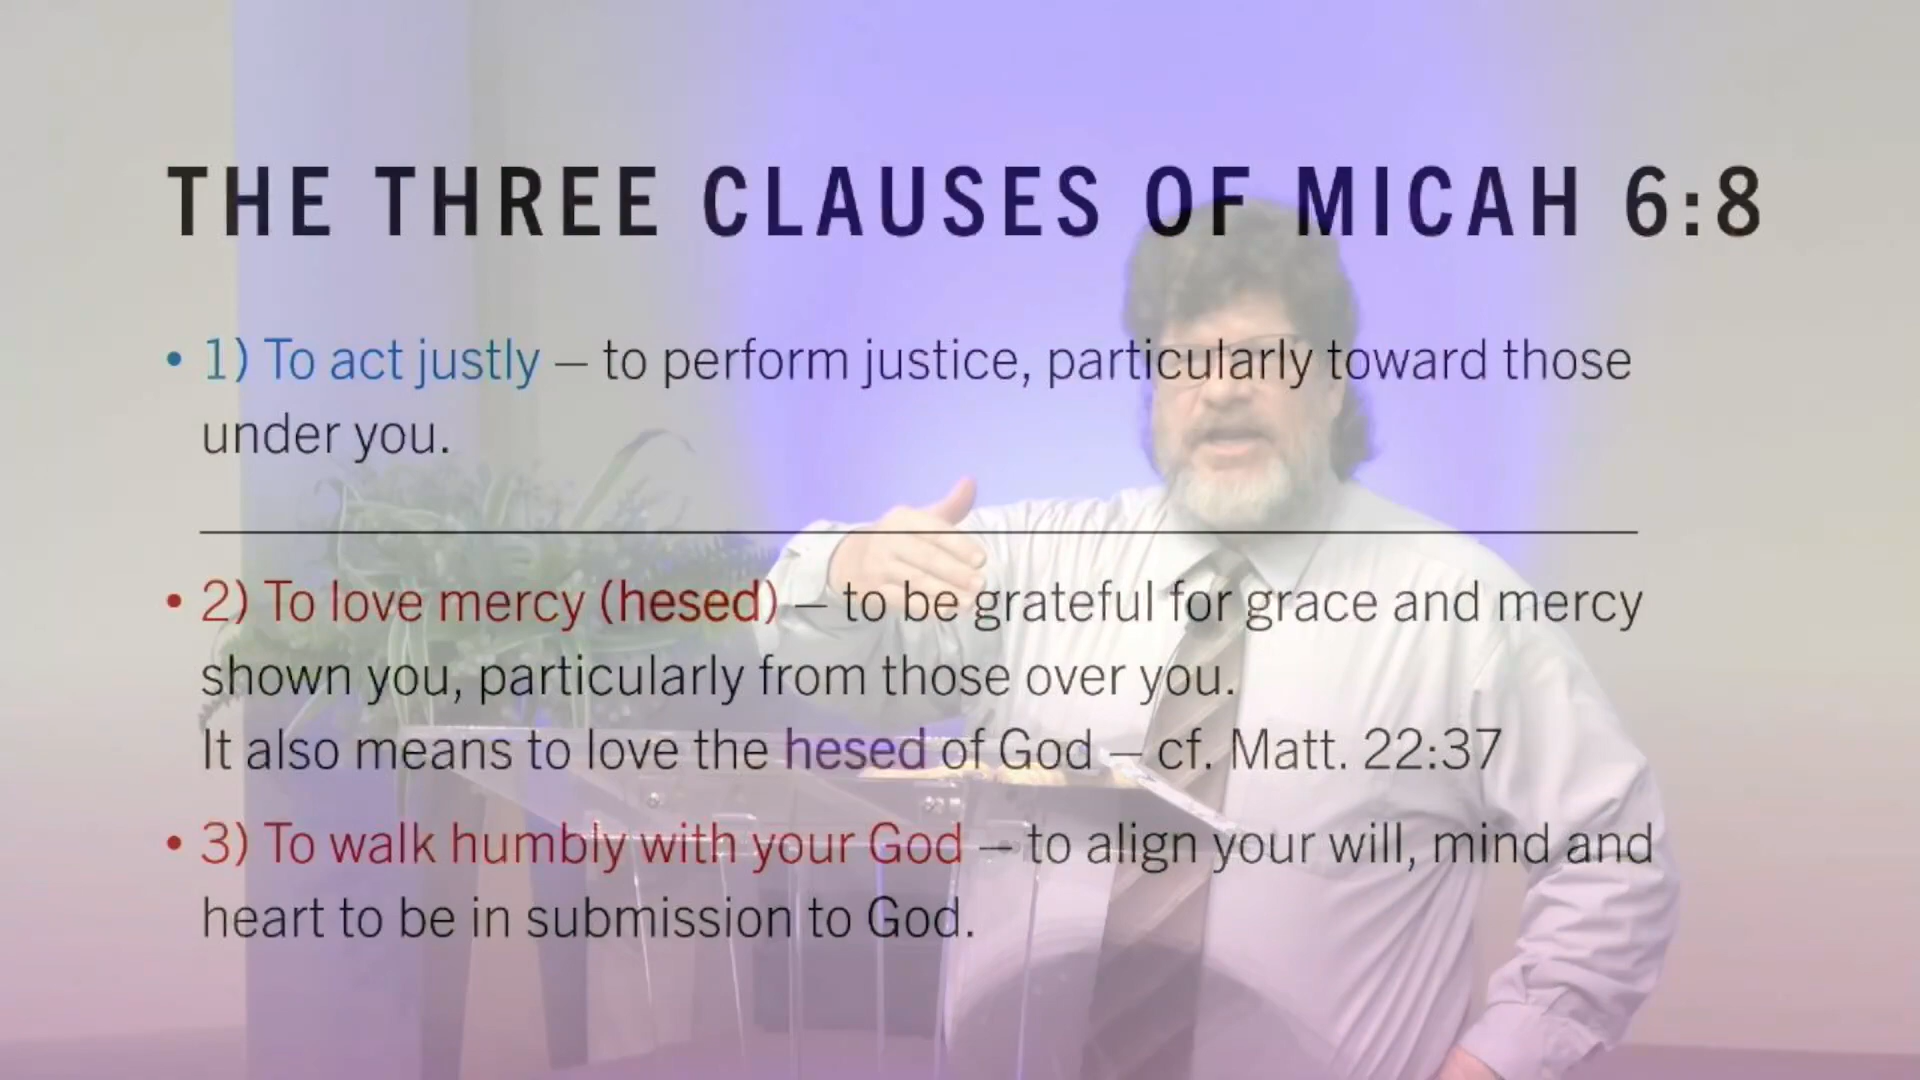 THE THREE CLAUSES OF MICAH 6:8
• 1) To act justly – to perform justice, particularly toward those
under you.
• 2) To love mercy (hesed) – to be grateful for grace and mercy
shown you, particularly from those over you.
It also means to love the hesed of God – cf. Matt. 22:37
• 3) To walk humbly with your God – to align your will, mind and
heart to be in submission to God.